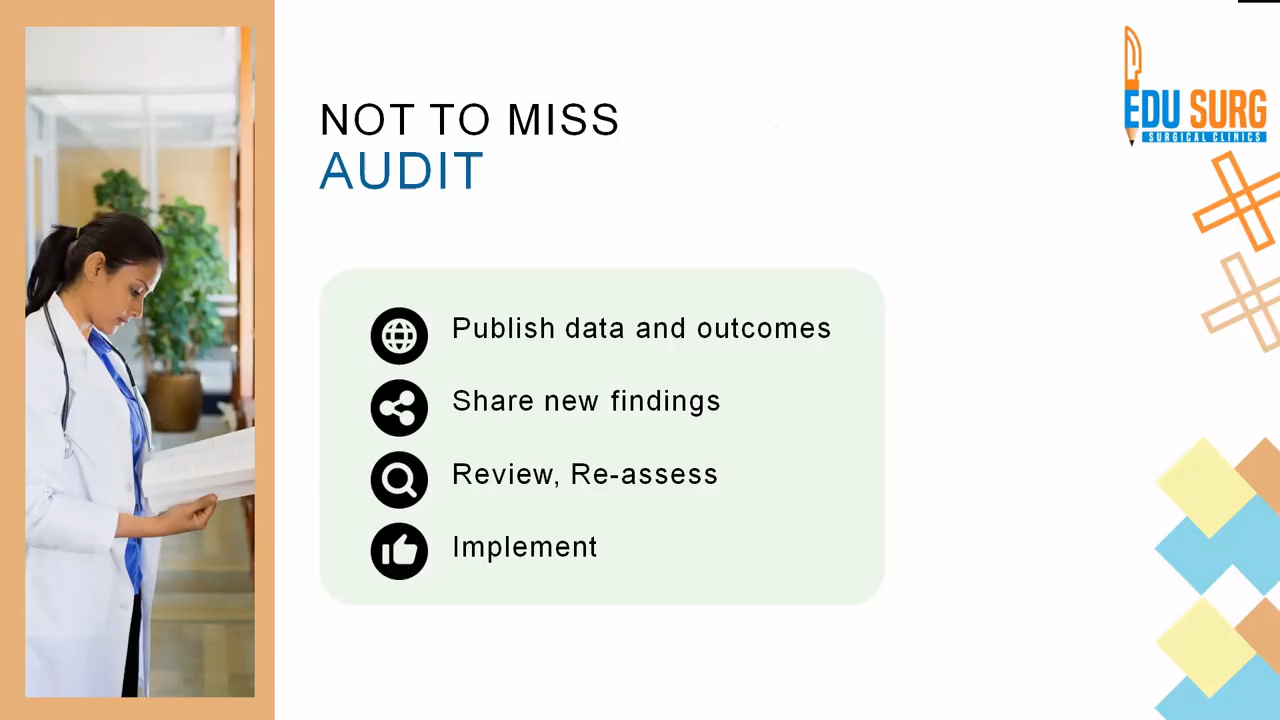 NOT TO MISS
AUDIT
EDU SURG
SURGICAL CLINICS
Publish data and outcomes
Share new findings
Review, Re-assess
Implement